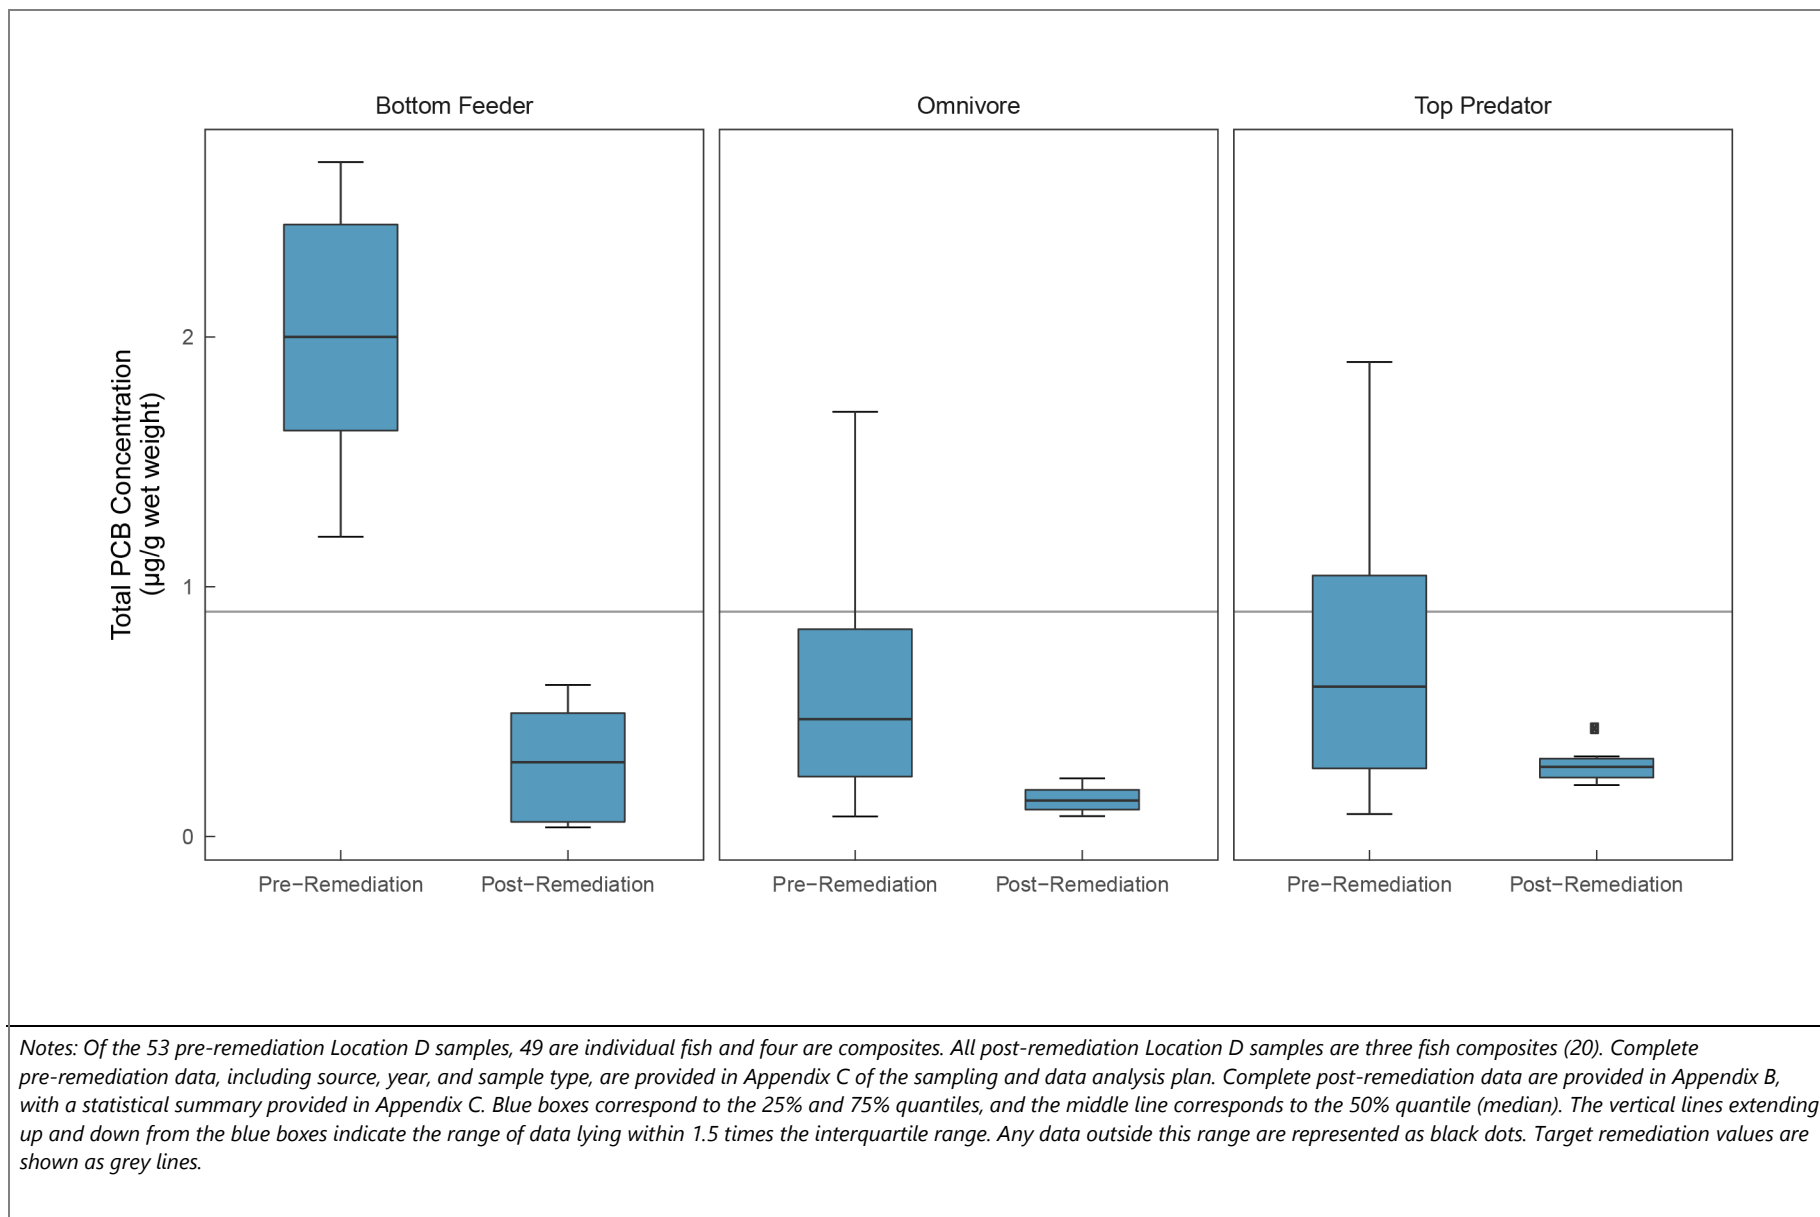 Bottom Feeder
Omnivore
Top Predator
Total PCB Concentration
(µg/g wet weight)
2
1
0
Pre−Remediation
Post−Remediation
Pre−Remediation
Post−Remediation
Pre−Remediation
Post−Remediation
Notes: Of the 53 pre-remediation Location D samples, 49 are individual fish and four are composites. All post-remediation Location D samples are three fish composites (20). Complete
pre-remediation data, including source, year, and sample type, are provided in Appendix C of the sampling and data analysis plan. Complete post-remediation data are provided in Appendix B,
with a statistical summary provided in Appendix C. Blue boxes correspond to the 25% and 75% quantiles, and the middle line corresponds to the 50% quantile (median). The vertical lines extending
up and down from the blue boxes indicate the range of data lying within 1.5 times the interquartile range. Any data outside this range are represented as black dots. Target remediation values are
shown as grey lines.